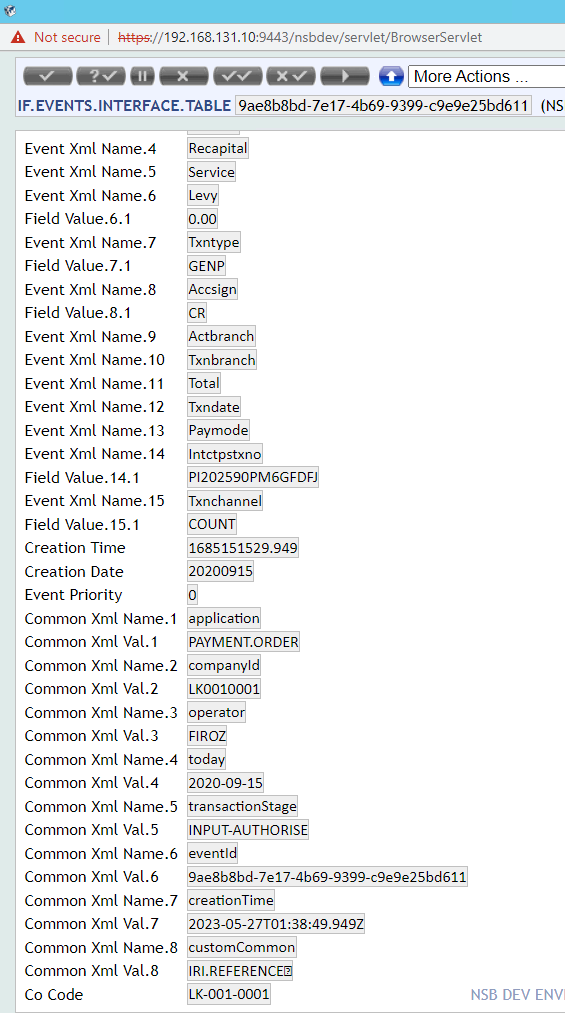 Not secure | https://192.168.131.10:9443/nsbdev/servlet/BrowserServlet
More Actions ...
IF.EVENTS.INTERFACE.TABLE 9ae8b8bd-7e17-4b69-9399-c9e9e25bd611 (NS
Event Xml Name.4 Recapital
Event Xml Name.5 Service
Event Xml Name.6 Levy
Field Value.6.1 0.00
Event Xml Name.7 Txntype
Field Value.7.1 GENP
Event Xml Name.8 Accsign
Field Value.8.1 CR
Event Xml Name.9 Actbranch
Event Xml Name.10 Txnbranch
Event Xml Name.11 Total
Event Xml Name.12 Txndate
Event Xml Name.13 Paymode
Event Xml Name.14 Intctpstxno
Field Value.14.1 PI202590PM6GFDFJ
Event Xml Name.15 Txnchannel
Field Value.15.1 COUNT
Creation Time 1685151529.949
Creation Date 20200915
Event Priority 0
Common Xml Name.1 application
Common Xml Val.1 PAYMENT.ORDER
Common Xml Name.2 companyId
Common Xml Val.2 LK0010001
Common Xml Name.3 operator
Common Xml Val.3 FIROZ
Common Xml Name.4 today
Common Xml Val.4 2020-09-15
Common Xml Name.5 transactionStage
Common Xml Val.5 INPUT-AUTHORISE
Common Xml Name.6 eventId
Common Xml Val.6 9ae8b8bd-7e17-4b69-9399-c9e9e25bd611
Common Xml Name.7 creationTime
Common Xml Val.7 2023-05-27T01:38:49.949Z
Common Xml Name.8 customCommon
Common Xml Val.8 IRI.REFERENCE
Co Code LK-001-0001
NSB DEV ENVI